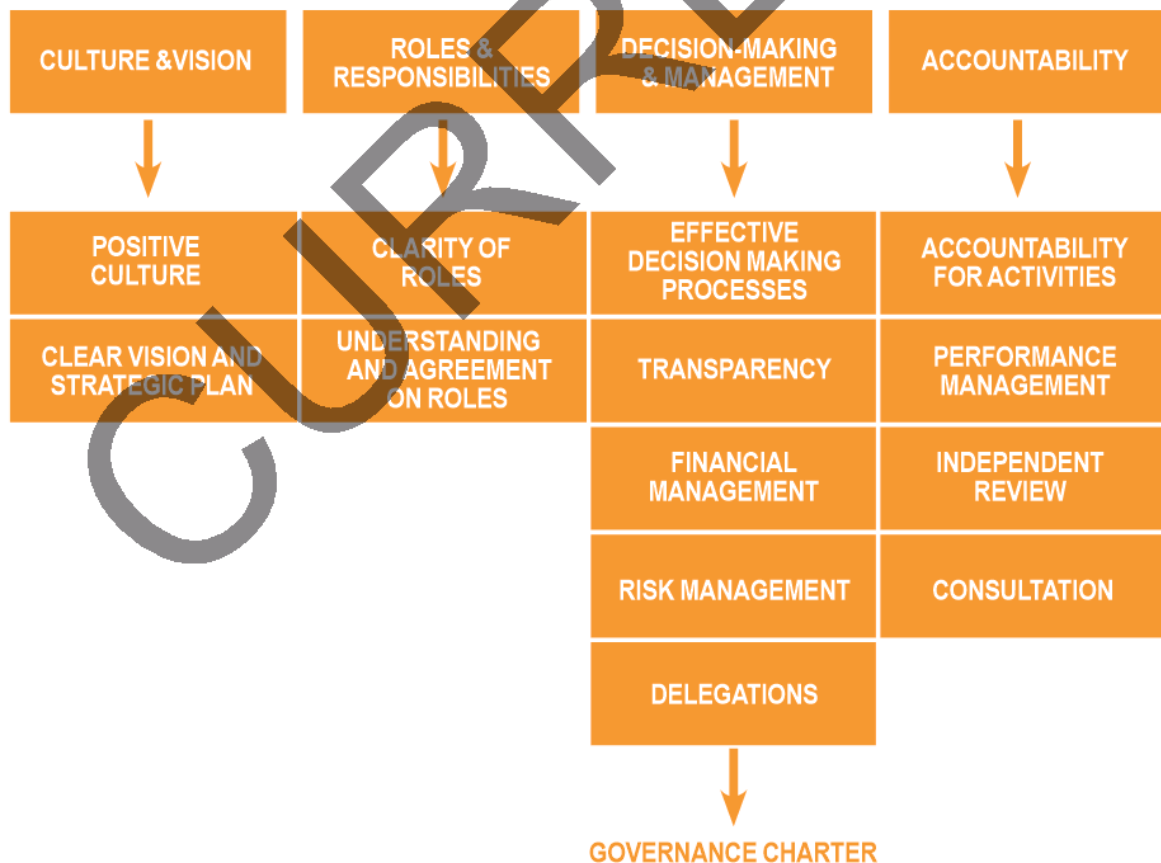 CULTURE &VISION
ROLES &
RESPONSIBILITIES
DECISION-MAKING
& MANAGEMENT
ACCOUNTABILITY
POSITIVE
CULTURE
CLARITY OF
ROLES
EFFECTIVE
DECISION MAKING
PROCESSES
ACCOUNTABILITY
FOR ACTIVITIES
CLEAR VISION AND
STRATEGIC PLAN
UNDERSTANDING
AND AGREEMENT
ON ROLES
TRANSPARENCY
PERFORMANCE
MANAGEMENT
FINANCIAL
MANAGEMENT
INDEPENDENT
REVIEW
RISK MANAGEMENT
CONSULTATION
DELEGATIONS
GOVERNANCE CHARTER